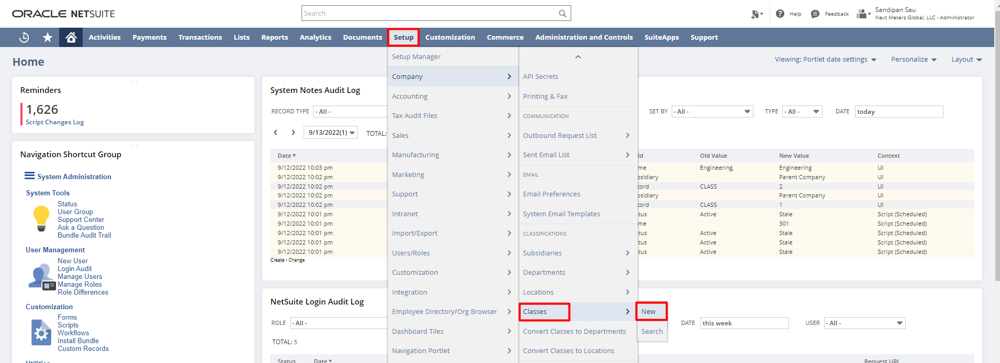 ORACLE NETSUITE
Search
Help
Feedback
Sandipan Sau
Next Meters Global, LLC - Administrator
Activities
Payments
Transactions
Lists
Reports
Analytics
Documents
Setup
Customization
Commerce
Administration and Controls
SuiteApps
Support
Home
Viewing: Portlet date settings
Personalize
Layout
Reminders
1,626
Script Changes Log
Navigation Shortcut Group
System Administration
System Tools
Status
User Group
Support Center
Ask a Question
Bundle Audit Trail
User Management
New User
Login Audit
Manage Users
Manage Roles
Role Differences
Customization
Forms
Scripts
Workflows
Install Bundle
Custom Records
Setup Manager
Company
Accounting
Tax Audit Files
Sales
Manufacturing
Marketing
Support
Intranet
Import/Export
Users/Roles
Customization
Integration
Employee Directory/Org Browser
Dashboard Tiles
Navigation Portlet
API Secrets
Printing & Fax
COMMUNICATION
Outbound Request List
Sent Email List
EMAIL
Email Preferences
System Email Templates
CLASSIFICATIONS
Subsidiaries
Departments
Locations
Classes
Convert Classes to Departments
Convert Classes to Locations
New
Search
System Notes Audit Log
RECORD TYPE - All -
SET BY - All -
TYPE - All -
DATE today
9/13/2022(1)
TOTAL:
Date ld Old Value New Value Context
9/12/2022 10:03 pm me Engineering, Engineering UI
9/12/2022 10:02 pm osidiary Parent Company UI
9/12/2022 10:02 pm cord CLASS 2 UI
9/12/2022 10:02 pm osidiary Parent Company UI
9/12/2022 10:02 pm cord CLASS 1 UI
9/12/2022 10:01 pm tus Active Stale Script (Scheduled)
9/12/2022 10:01 pm me 301 Script (Scheduled)
9/12/2022 10:01 pm tus Active Stale Script (Scheduled)
9/12/2022 10:01 pm tus Active Stale Script (Scheduled)
9/12/2022 10:01 pm tus Active Stale Script (Scheduled)
Create • Change
NetSuite Login Audit Log
ROLE - All -
DATE this week
USER - All -
TOTAL: 5
Status Date Request URL